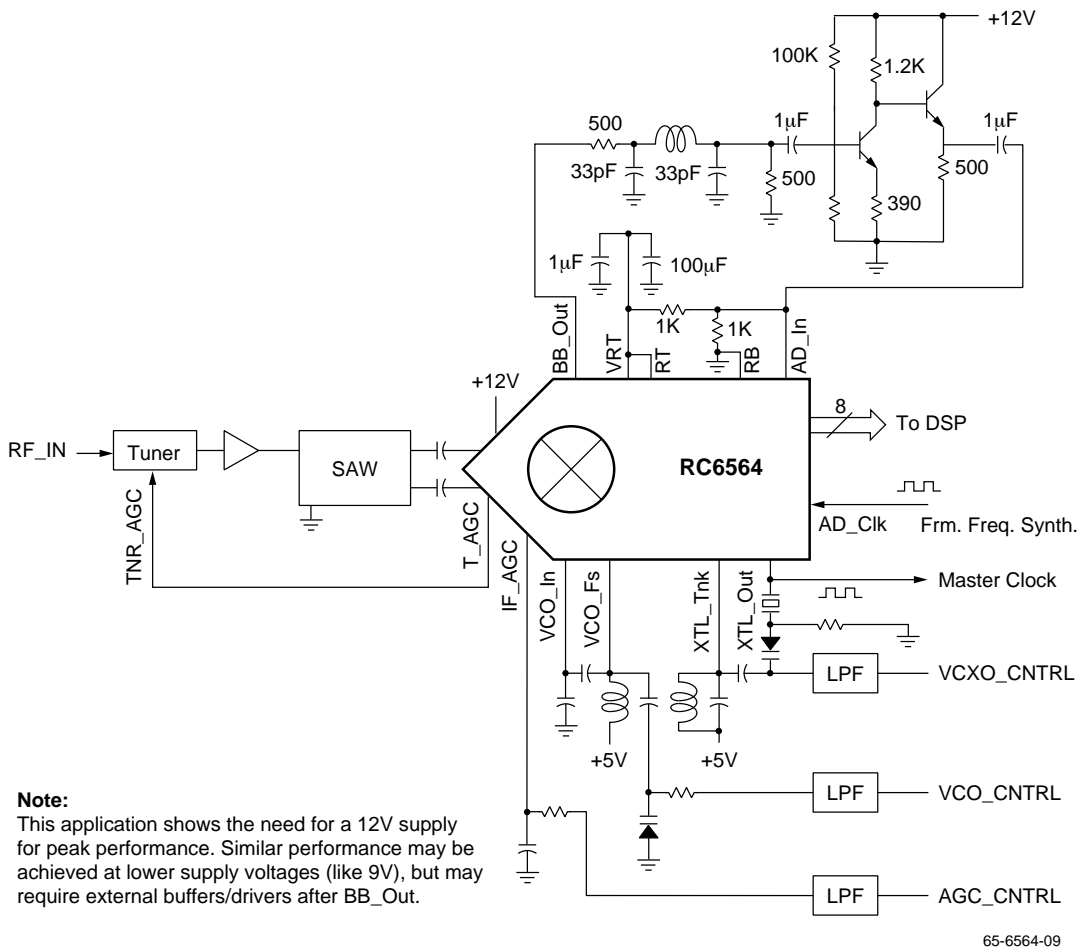 +12V
100K
1.2K
500
1µF
1µF
33pF
33pF
500
500
390
1µF
100µF
1K
1K
BB_Out
VRT
RT
RB
AD_In
+12V
8
To DSP
RF_IN
Tuner
SAW
RC6564
TNR_AGC
T_AGC
AD_Clk
Frm. Freq. Synth.
IF_AGC
VCO_In
VCO_Fs
XTL_Tnk
XTL_Out
Master Clock
LPF
VCXO_CNTRL
+5V
+5V
LPF
VCO_CNTRL
Note:
This application shows the need for a 12V supply
for peak performance. Similar performance may be
achieved at lower supply voltages (like 9V), but may
require external buffers/drivers after BB_Out.
LPF
AGC_CNTRL
65-6564-09